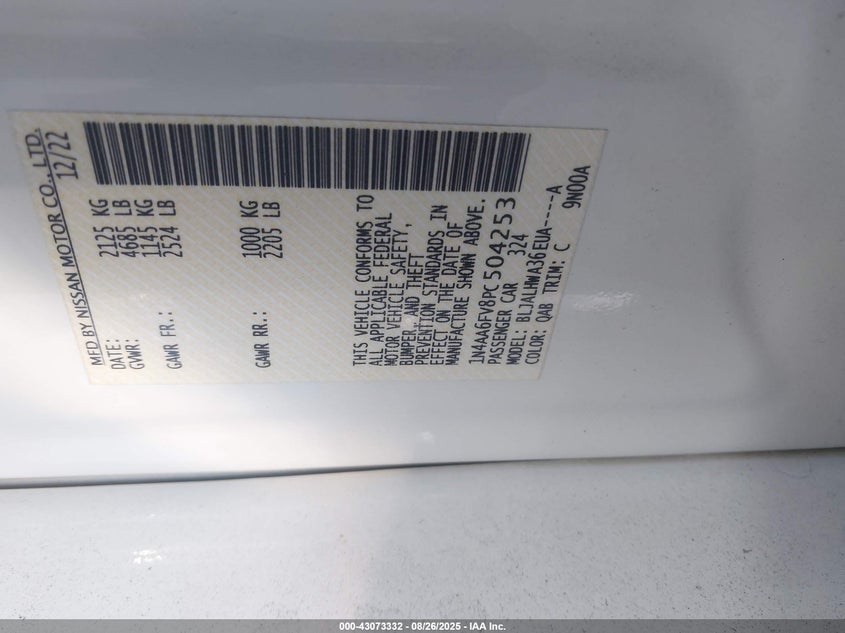 MFD BY NISSAN MOTOR CO., LTD.
DATE: 12/22
GVWR: 2125 KG
4685 LB
GAWR FR.: 1145 KG
2524 LB
GAWR RR.: 1000 KG
2205 LB
THIS VEHICLE CONFORMS TO
ALL APPLICABLE FEDERAL
MOTOR VEHICLE SAFETY,
BUMPER, AND THEFT
PREVENTION STANDARDS IN
EFFECT ON THE DATE OF
MANUFACTURE SHOWN ABOVE.
1N4AA6FV8PC504253
PASSENGER CAR 324
MODEL: BLJALHWA36EUA----A
COLOR: QAB TRIM: C 9N00A
000-43073332 - 08/26/2025 - IAA Inc.